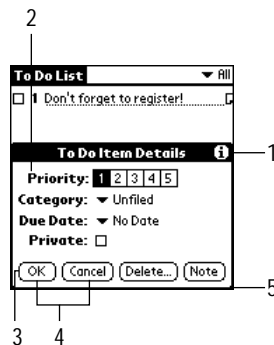 2
To Do List ▼ All
1 Don't forget to register!
To Do Item Details i
1
Priority: 1 2 3 4 5
Category: ▼ Unfiled
Due Date: ▼ No Date
Private:
OK Cancel Delete... Note
5
3 4